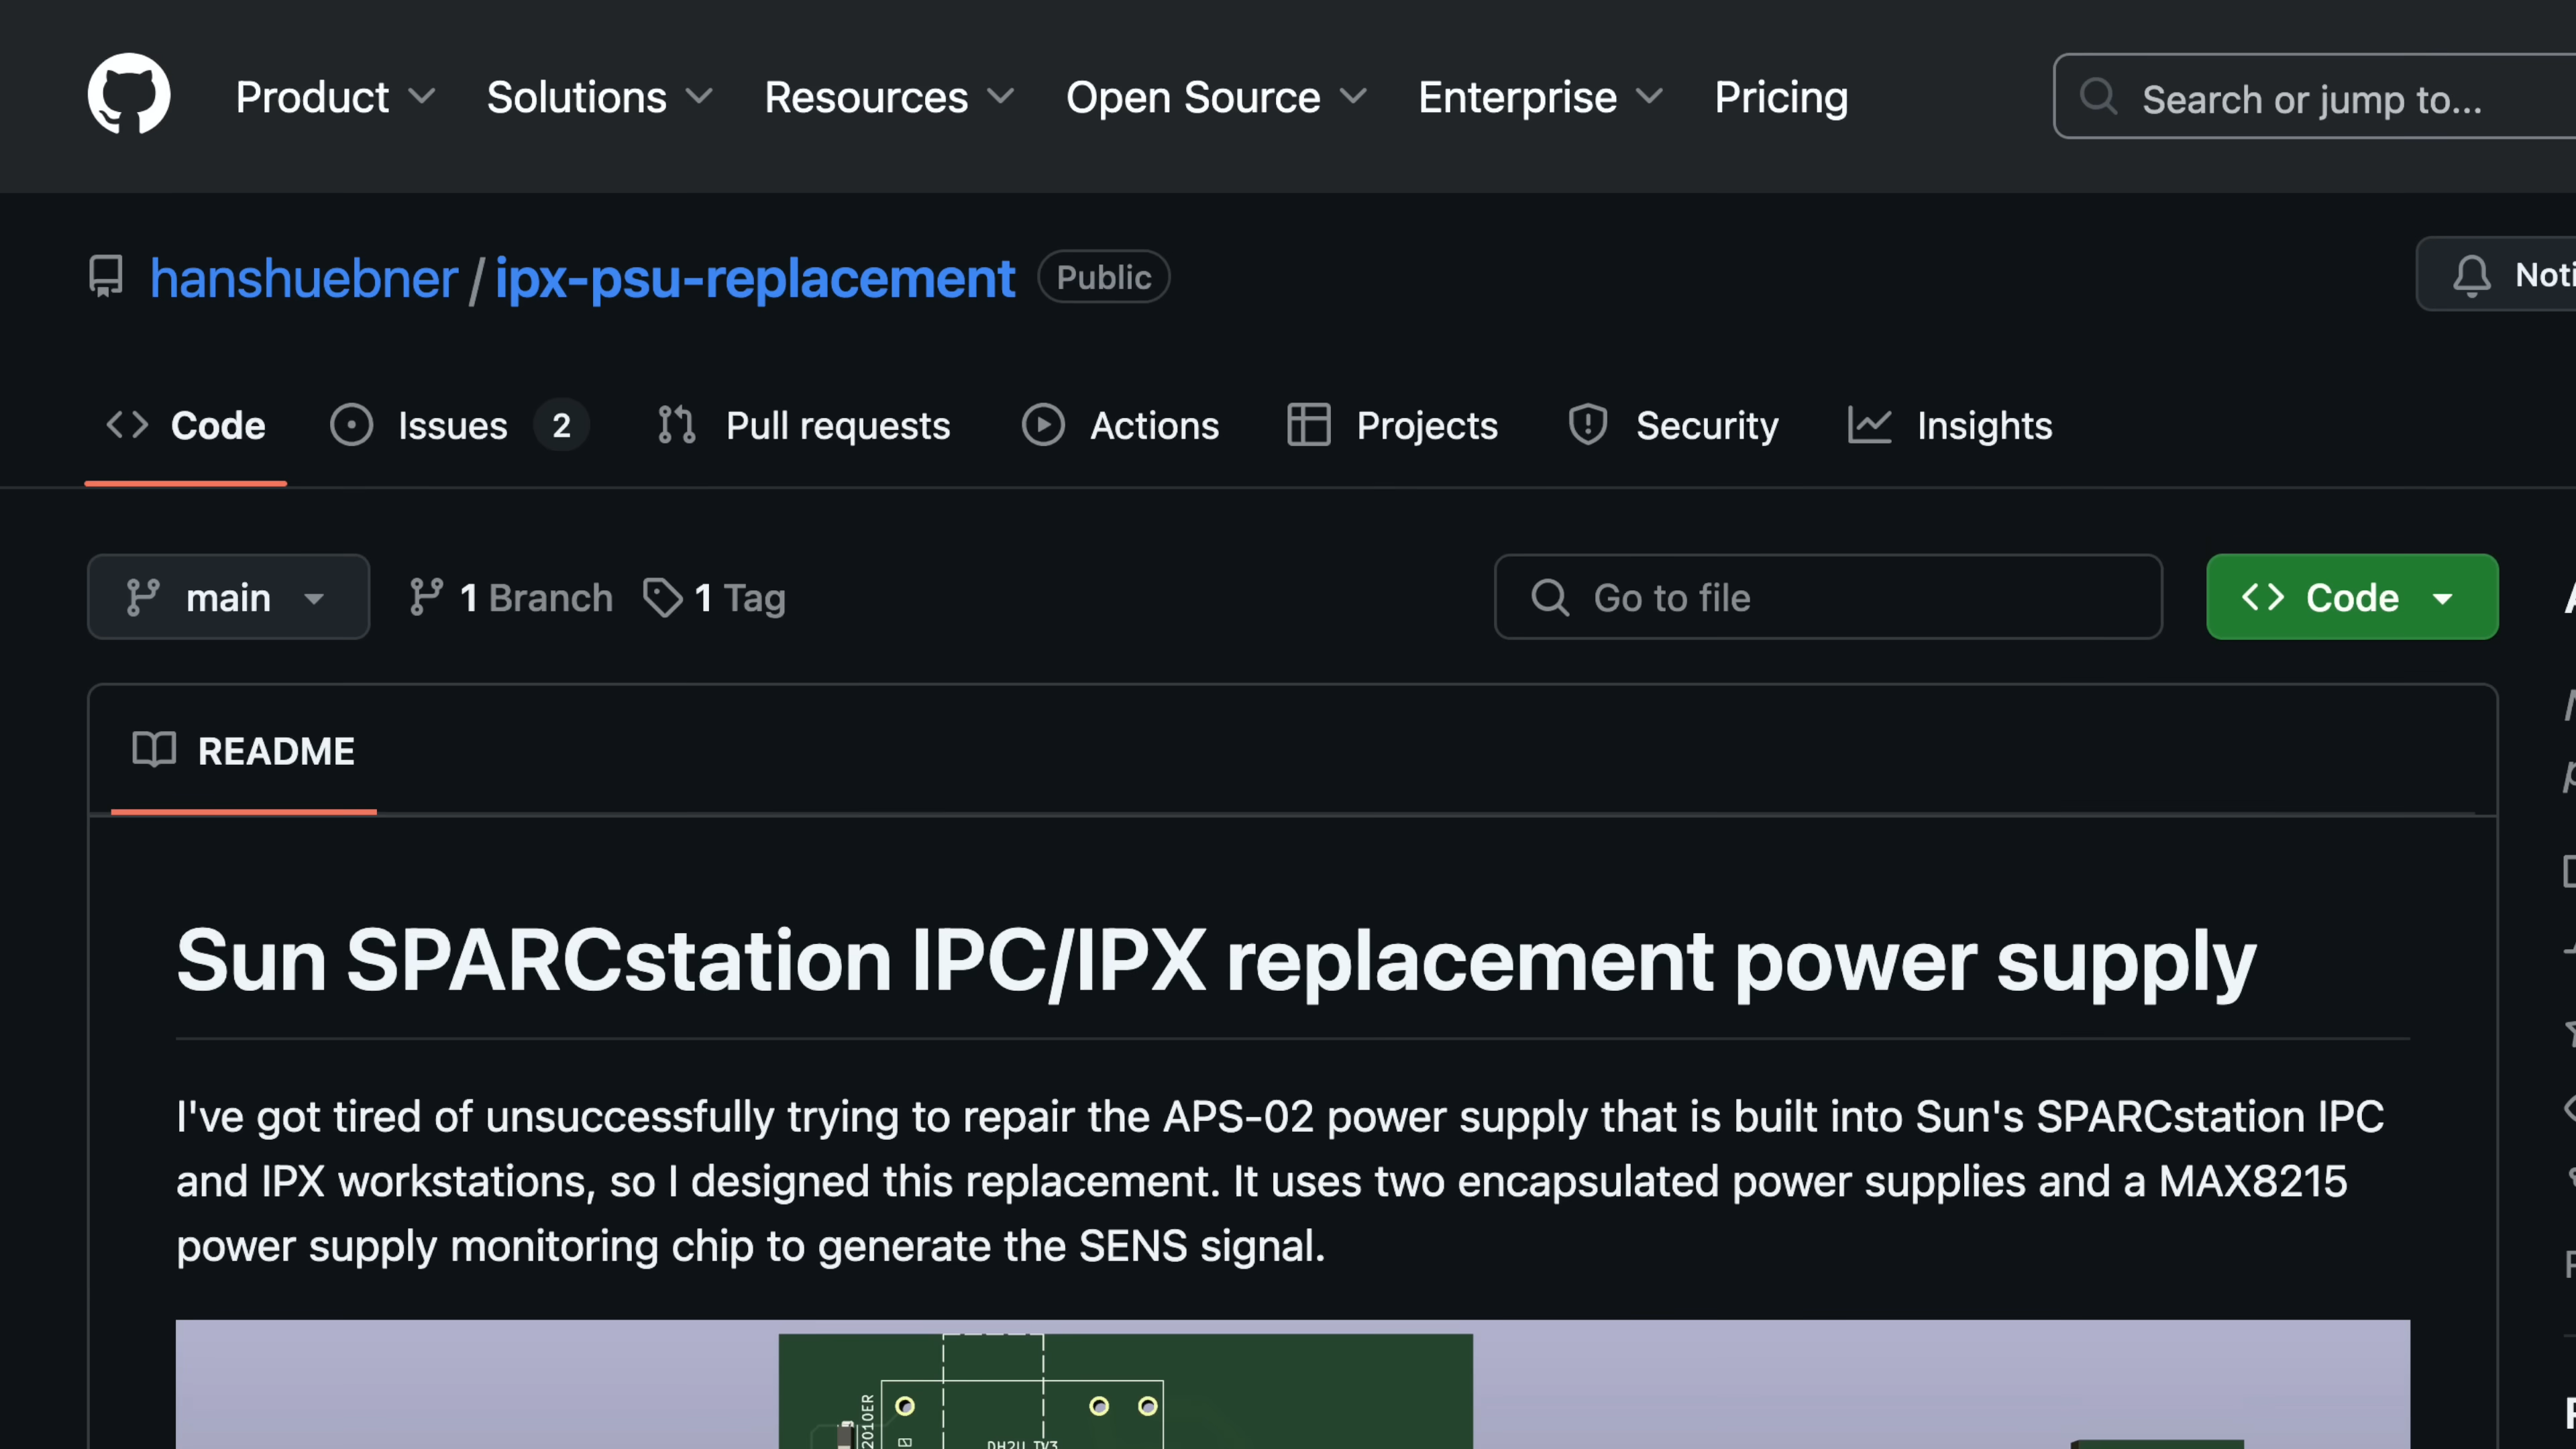 Product Solutions Resources Open Source Enterprise Pricing Search or jump to...
hanshuebner / ipx-psu-replacement Public
Code Issues 2 Pull requests Actions Projects Security Insights
main 1 Branch 1 Tag Go to file Code
README
Sun SPARCstation IPC/IPX replacement power supply
I've got tired of unsuccessfully trying to repair the APS-02 power supply that is built into Sun's SPARCstation IPC
and IPX workstations, so I designed this replacement. It uses two encapsulated power supplies and a MAX8215
power supply monitoring chip to generate the SENS signal.
2010ER